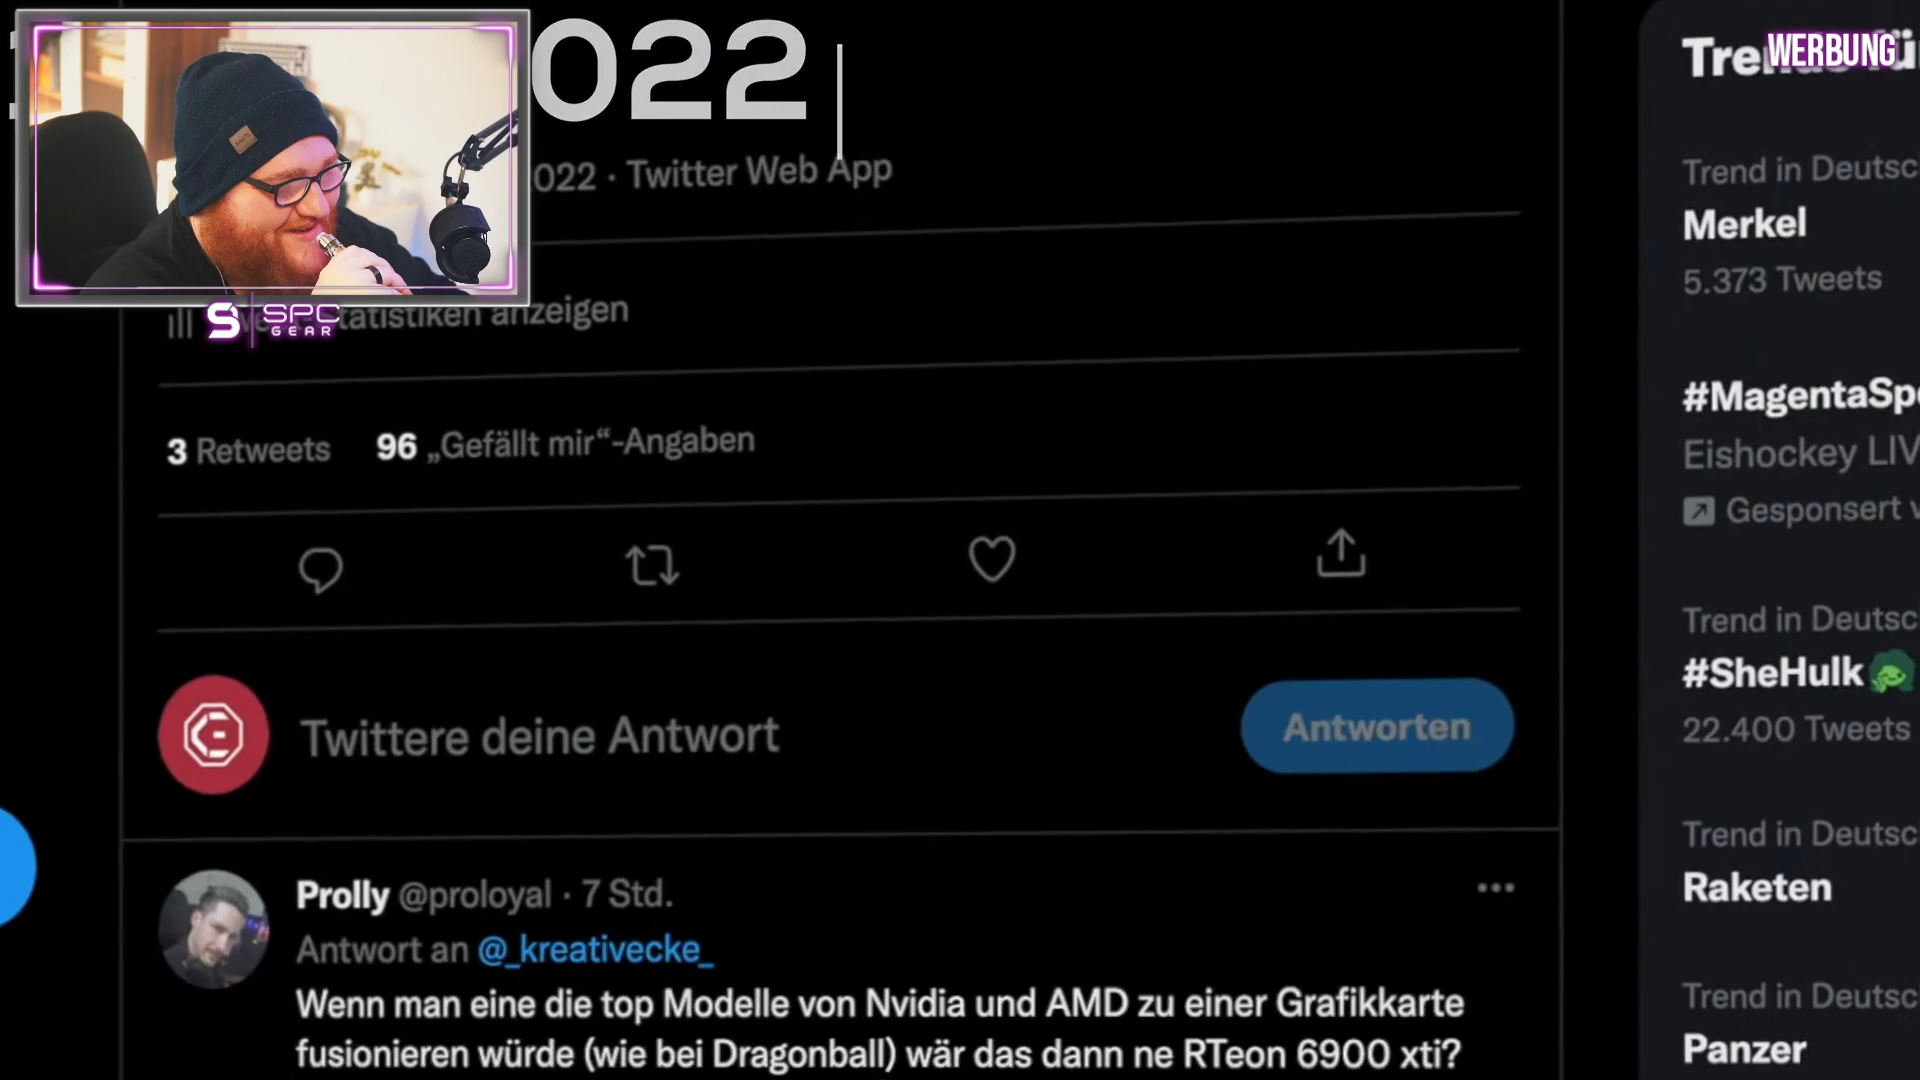 022
WERBUNG
022 · Twitter Web App
Trend in Deutsc
Merkel
5.373 Tweets
SPC
GEAR
anzeigen
#MagentaSp
Eishockey LIV
Gesponsert
3 Retweets 96 „Gefällt mir“-Angaben
Trend in Deutsc
#SheHulk
22.400 Tweets
Twittere deine Antwort
Antworten
Trend in Deutsc
Raketen
Prolly @proloyal · 7 Std.
Antwort an @_kreativecke_
Wenn man eine die top Modelle von Nvidia und AMD zu einer Grafikkarte
fusionieren würde (wie bei Dragonball) wär das dann ne RTeon 6900 xti?
Trend in Deutsc
Panzer